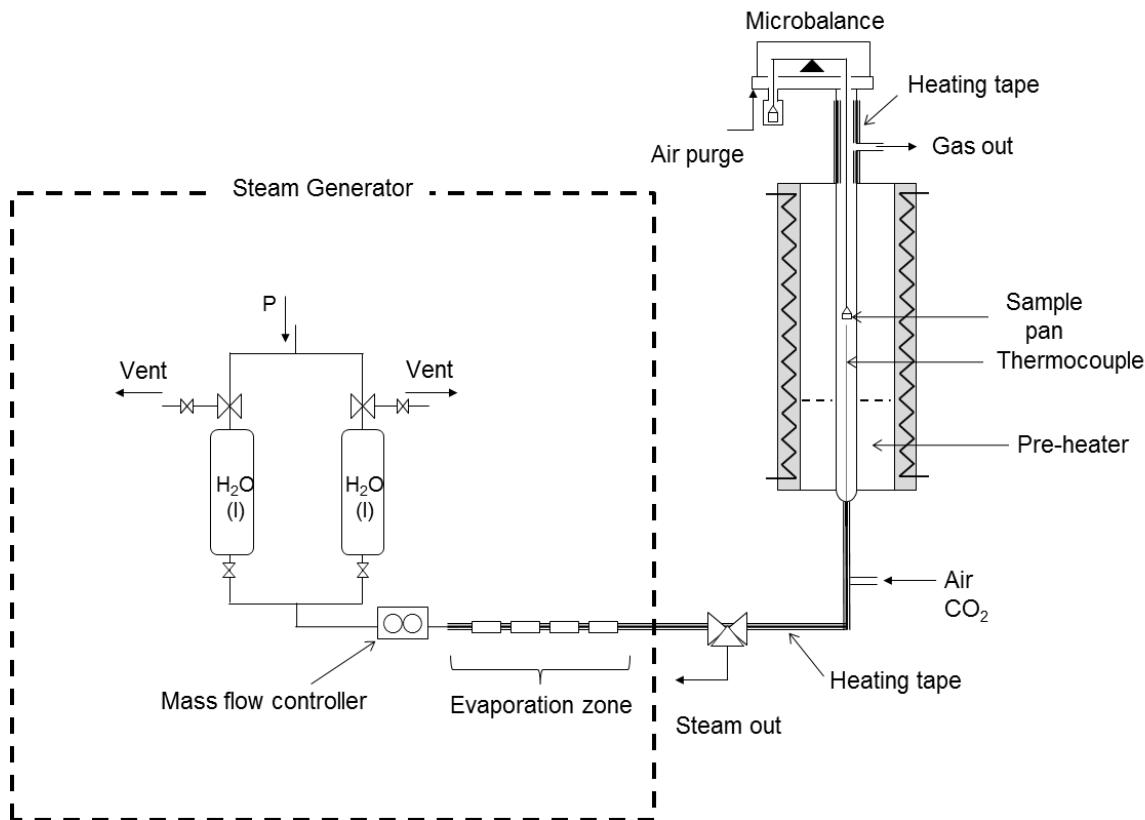 Microbalance
Heating tape
Air purge
Gas out
Steam Generator
P
Vent
Vent
Sample
pan
Thermocouple
Pre-heater
H₂O
(l)
H₂O
(l)
Air
CO₂
Mass flow controller
Evaporation zone
Heating tape
Steam out